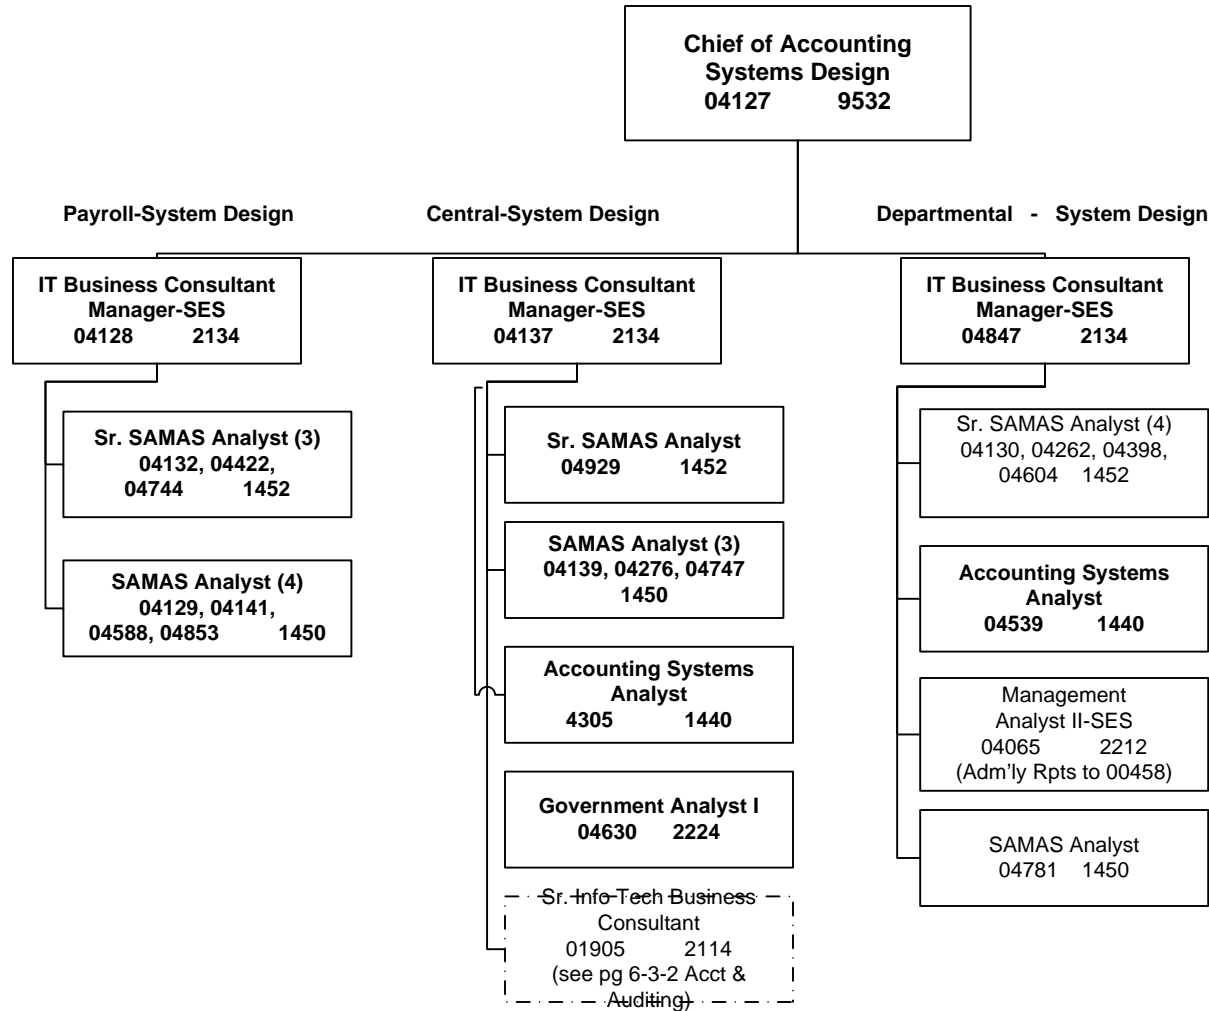 Chief of Accounting
Systems Design
04127 9532
Payroll-System Design
Central-System Design
Departmental - System Design
IT Business Consultant
Manager-SES
04128 2134
IT Business Consultant
Manager-SES
04137 2134
IT Business Consultant
Manager-SES
04847 2134
Sr. SAMAS Analyst (3)
04132, 04422,
04744 1452
SAMAS Analyst (4)
04129, 04141,
04588, 04853 1450
Sr. SAMAS Analyst
04929 1452
SAMAS Analyst (3)
04139, 04276, 04747
1450
Accounting Systems
Analyst
4305 1440
Government Analyst I
04630 2224
Sr. Info Tech Business
Consultant
01905 2114
(see pg 6-3-2 Acct &
Auditing)
Sr. SAMAS Analyst (4)
04130, 04262, 04398,
04604 1452
Accounting Systems
Analyst
04539 1440
Management
Analyst II-SES
04065 2212
(Adm'ly Rpts to 00458)
SAMAS Analyst
04781 1450